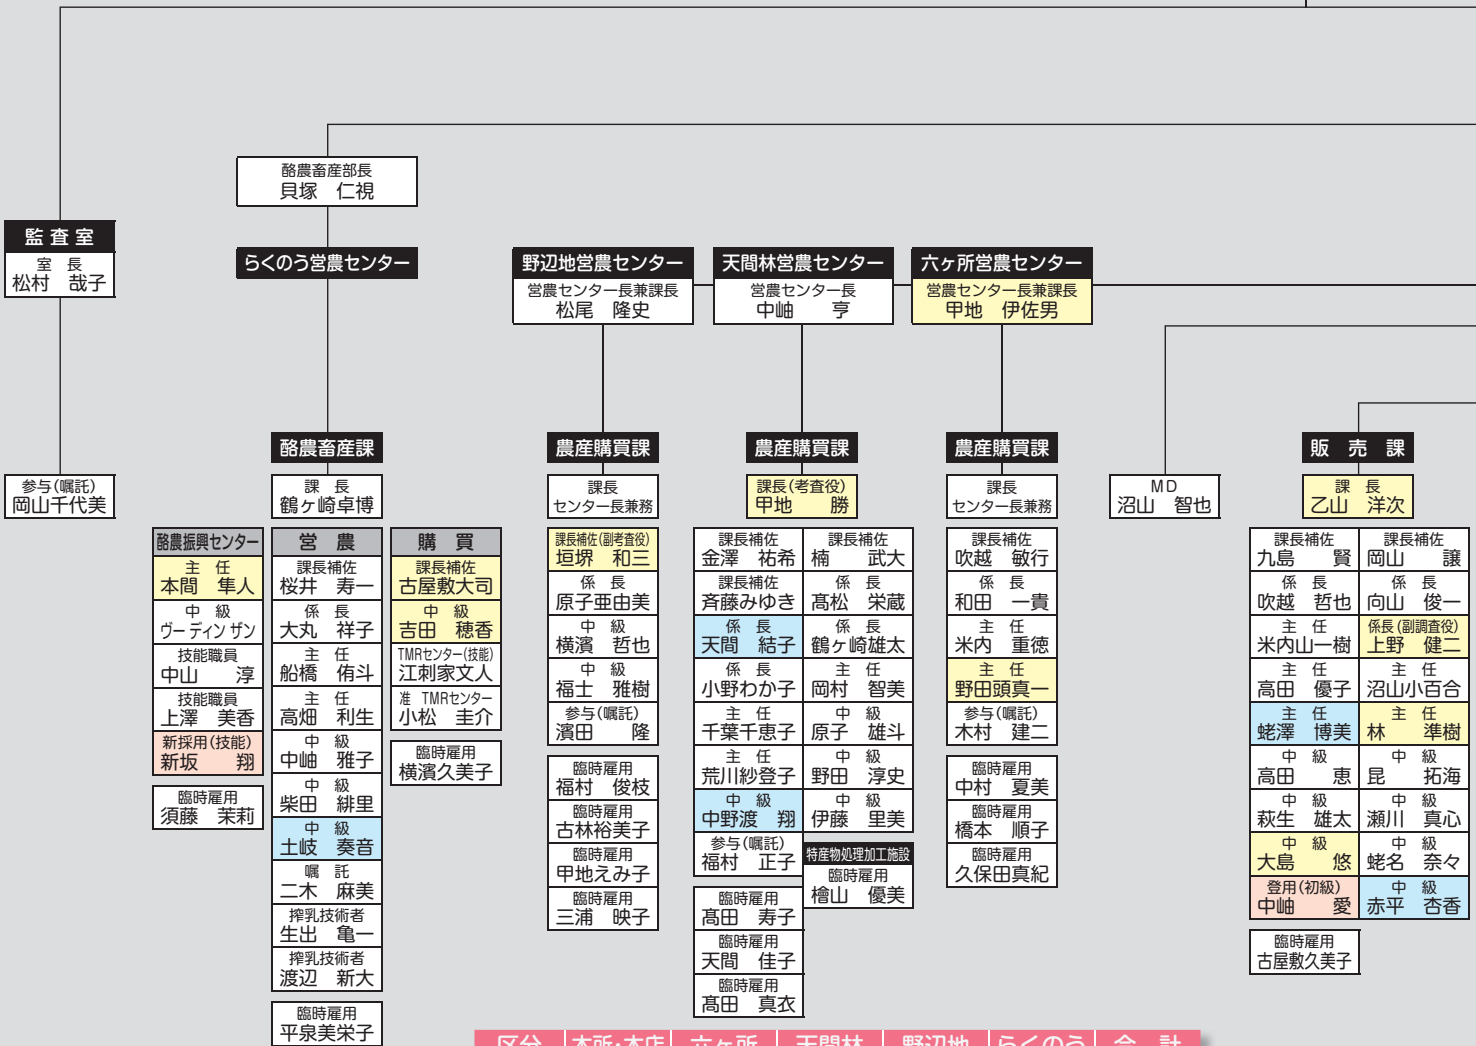 酪農畜産部長
貝塚　仁視
監 査 室
室　長
松村　哉子
参与(嘱託)
岡山千代美
らくのう営農センター
酪農畜産課
課　長
鶴ヶ崎卓博
酪農振興センター
主　任
本間　隼人
中　級
ヴー ディン ザン
技能職員
中山　淳
技能職員
上澤　美香
新採用(技能)
新坂　翔
臨時雇用
須藤　茉莉
営　農
課長補佐
桜井　寿一
係　長
大丸　祥子
主　任
船橋　侑斗
主　任
高畑　利生
中　級
中岫　雅子
中　級
柴田　緋里
中　級
土岐　奏音
嘱　託
二木　麻美
搾乳技術者
生出　亀一
搾乳技術者
渡辺　新大
臨時雇用
平泉美栄子
購　買
課長補佐
古屋敷大司
中　級
吉田　穂香
TMRセンター(技能)
江刺家文人
准 TMRセンター
小松　圭介
臨時雇用
横濱久美子
野辺地営農センター
営農センター長兼課長
松尾　隆史
農産購買課
課長
センター長兼務
課長補佐(副考査役)
垣堺　和三
係　長
原子亜由美
中　級
横濱　哲也
中　級
福士　雅樹
参与(嘱託)
濱田　隆
臨時雇用
福村　俊枝
臨時雇用
古林裕美子
臨時雇用
甲地えみ子
臨時雇用
三浦　映子
天間林営農センター
営農センター長
中岫　亨
農産購買課
課長(考査役)
甲地　勝
課長補佐
金澤　祐希
課長補佐
斉藤みゆき
係　長
天間　結子
係　長
小野わか子
主　任
千葉千恵子
主　任
荒川紗登子
中　級
中野渡　翔
参与(嘱託)
福村　正子
臨時雇用
髙田　寿子
臨時雇用
天間　佳子
臨時雇用
髙田　真衣
課長補佐
楠　武大
係　長
髙松　栄蔵
係　長
鶴ヶ崎雄太
主　任
岡村　智美
中　級
原子　雄斗
中　級
野田　淳史
中　級
伊藤　里美
特産物処理加工施設
臨時雇用
檜山　優美
六ヶ所営農センター
営農センター長兼課長
甲地　伊佐男
農産購買課
課長
センター長兼務
課長補佐
吹越　敏行
係　長
和田　一貴
主　任
米内　重徳
主　任
野田頭真一
参与(嘱託)
木村　建二
臨時雇用
中村　夏美
臨時雇用
橋本　順子
臨時雇用
久保田真紀
MD
沼山　智也
販　売　課
課　長
乙山　洋次
課長補佐
九島　賢
係　長
吹越　哲也
主　任
米内山一樹
主　任
高田　優子
主　任
蛯澤　博美
中　級
高田　恵
中　級
萩生　雄太
中　級
大島　悠
登用(初級)
中岫　愛
臨時雇用
古屋敷久美子
課長補佐
岡山　譲
係　長
向山　俊一
係長(副調査役)
上野　健二
主　任
沼山小百合
主　任
林　準樹
中　級
昆　拓海
中　級
瀬川　真心
中　級
蛯名　奈々
中　級
赤平　杏香
区分　本所・本店　六ヶ所　天間林　野辺地　らくのう　合　計